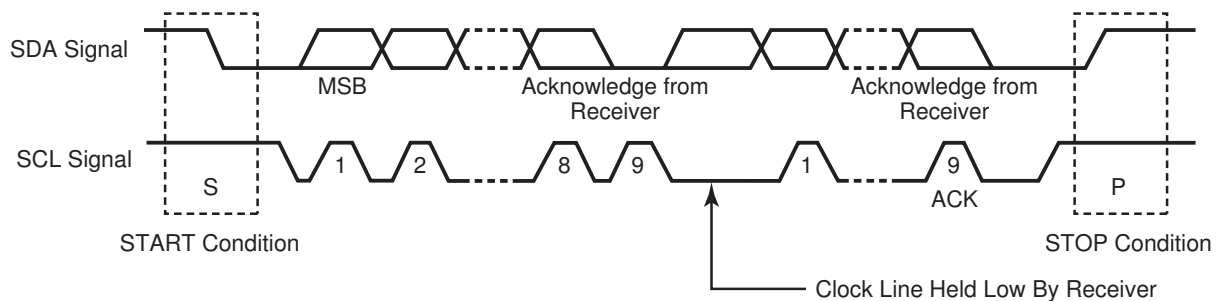 SDA Signal
MSB
Acknowledge from
Receiver
Acknowledge from
Receiver
SCL Signal
S
1
2
8
9
1
9
ACK
P
START Condition
STOP Condition
Clock Line Held Low By Receiver